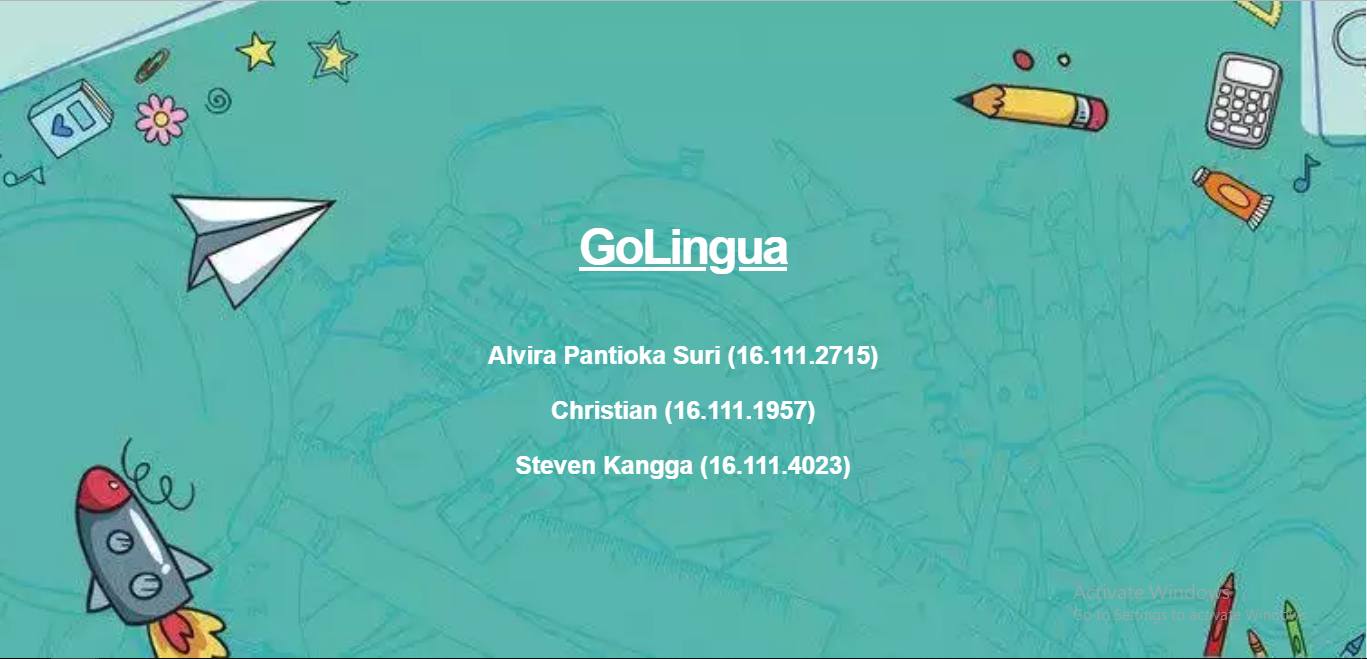 GoLingua
Alvira Pantioka Suri (16.111.2715)
Christian (16.111.1957)
Steven Kangga (16.111.4023)
Activate Windows
Go to Settings to activate Windows.